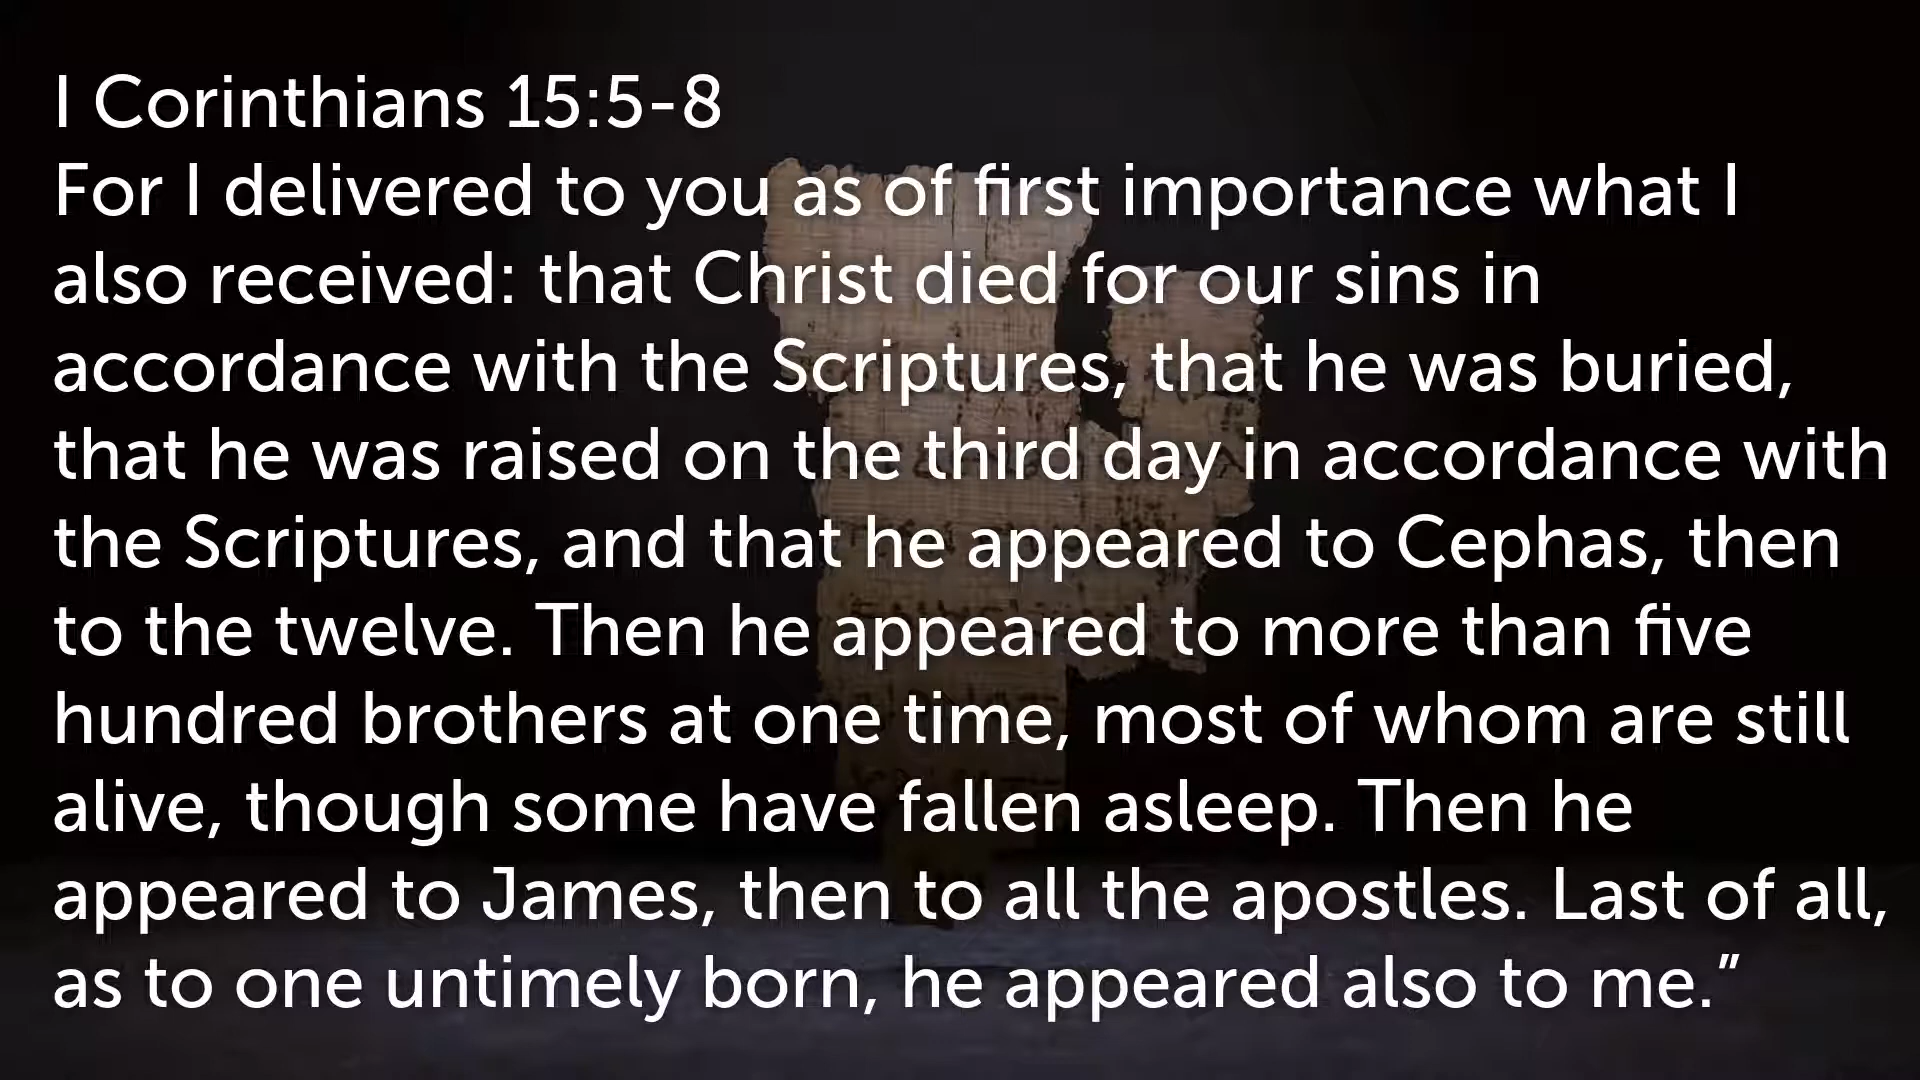 I Corinthians 15:5-8
For I delivered to you as of first importance what I
also received: that Christ died for our sins in
accordance with the Scriptures, that he was buried,
that he was raised on the third day in accordance with
the Scriptures, and that he appeared to Cephas, then
to the twelve. Then he appeared to more than five
hundred brothers at one time, most of whom are still
alive, though some have fallen asleep. Then he
appeared to James, then to all the apostles. Last of all,
as to one untimely born, he appeared also to me.”